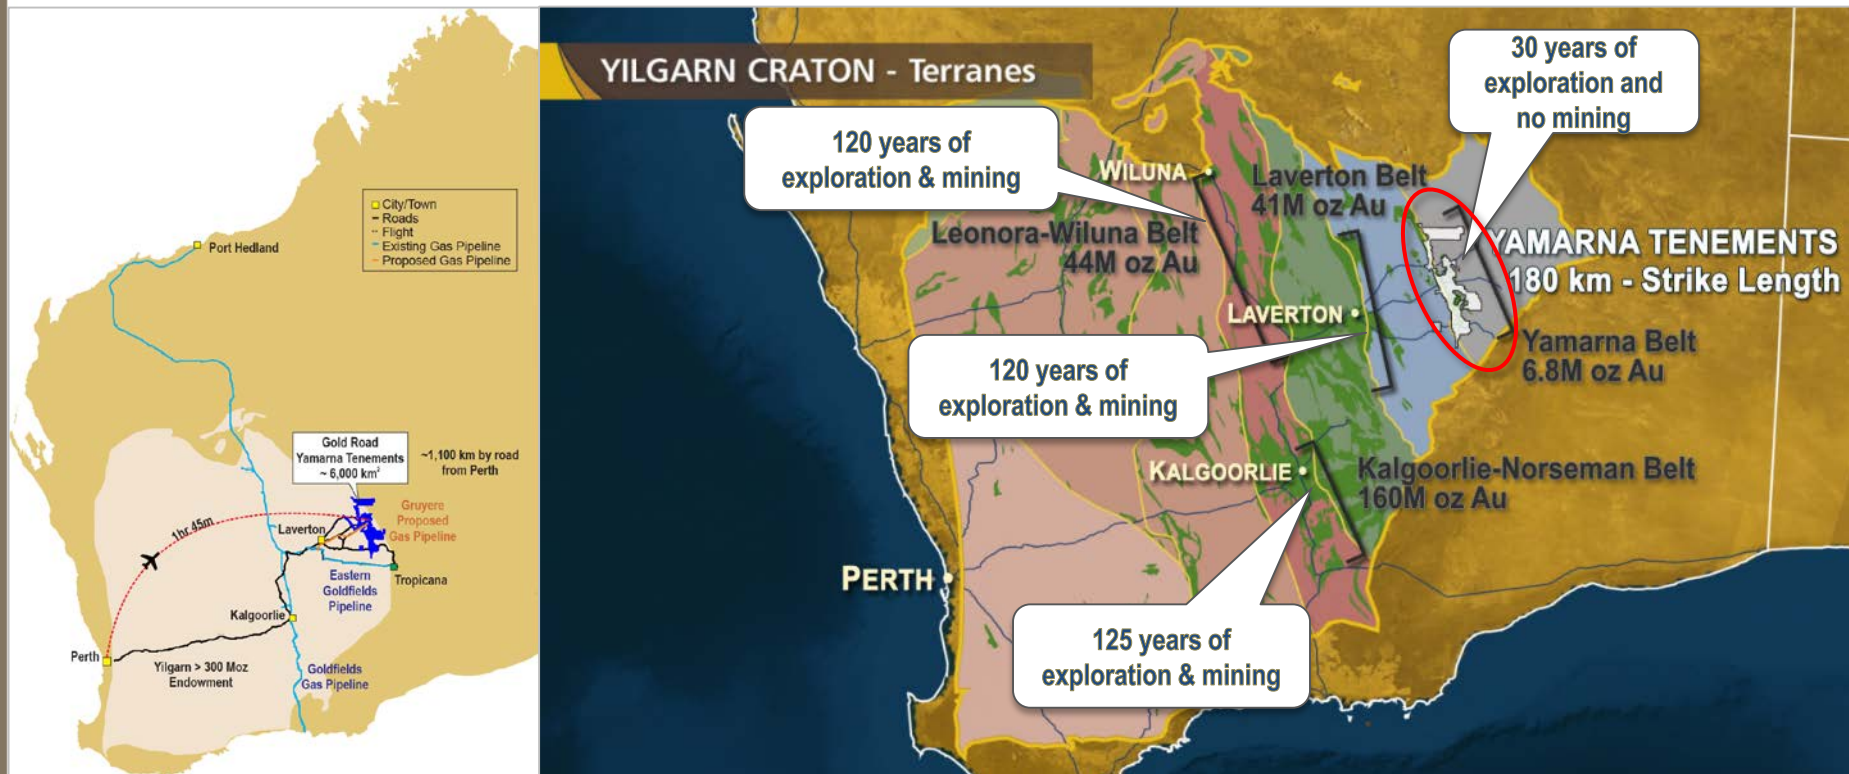 City/Town
Roads
Flight
Existing Gas Pipeline
Proposed Gas Pipeline
Port Hedland
Gold Road
Yamarna Tenements
~ 6,000 km²
~1,100 km by road
from Perth
1hr 45m
Laverton
Gruyere
Proposed
Gas Pipeline
Eastern
Goldfields
Pipeline
Tropicana
Kalgoorlie
Perth
Yilgarn > 300 Moz
Endowment
Goldfields
Gas Pipeline
YILGARN CRATON - Terranes
30 years of
exploration and
no mining
120 years of
exploration & mining
WILUNA
Laverton Belt
41M oz Au
Leonora-Wiluna Belt
44M oz Au
YAMARNA TENEMENTS
180 km - Strike Length
LAVERTON
Yamarna Belt
6.8M oz Au
120 years of
exploration & mining
KALGOORLIE
Kalgoorlie-Norseman Belt
160M oz Au
PERTH
125 years of
exploration & mining